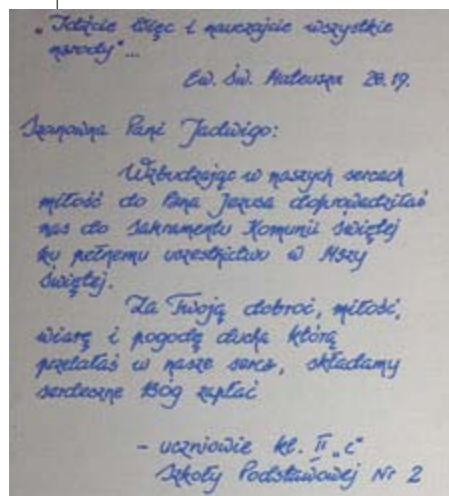 „Idźcie więc i nauczajcie wszystkie
narody"...
Ew. Św. Mateusza 28.19.
Szanowna Pani Jadwigo:
Wzbudzając w naszych sercach
miłość do Pana Jezusa doprowadziłaś
nas do Sakramentu Komunii Świętej
ku pełnemu uczestnictwu w Mszy
Świętej.
Za Twoją dobroć, miłość,
wiarę i pogodę ducha którą
przelałaś w nasze serca, składamy
serdeczne Bóg zapłać
- uczniowie kl. II „c"
Szkoły Podstawowej Nr 2